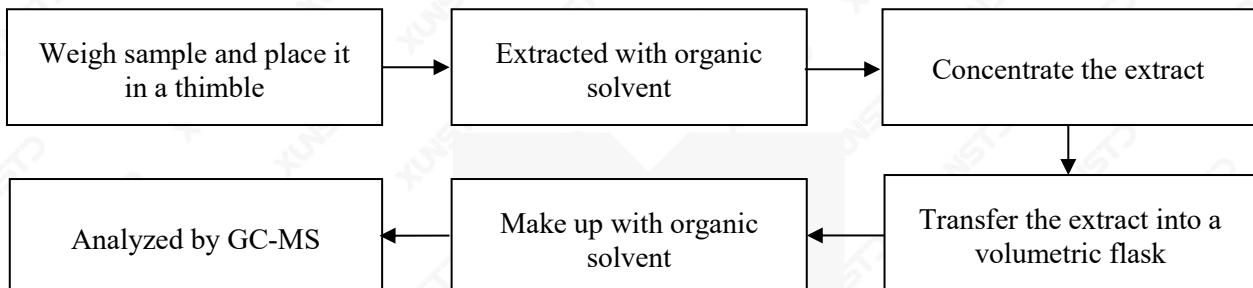 Weigh sample and place it
in a thimble
Extracted with organic
solvent
Concentrate the extract
Transfer the extract into a
volumetric flask
Make up with organic
solvent
Analyzed by GC-MS